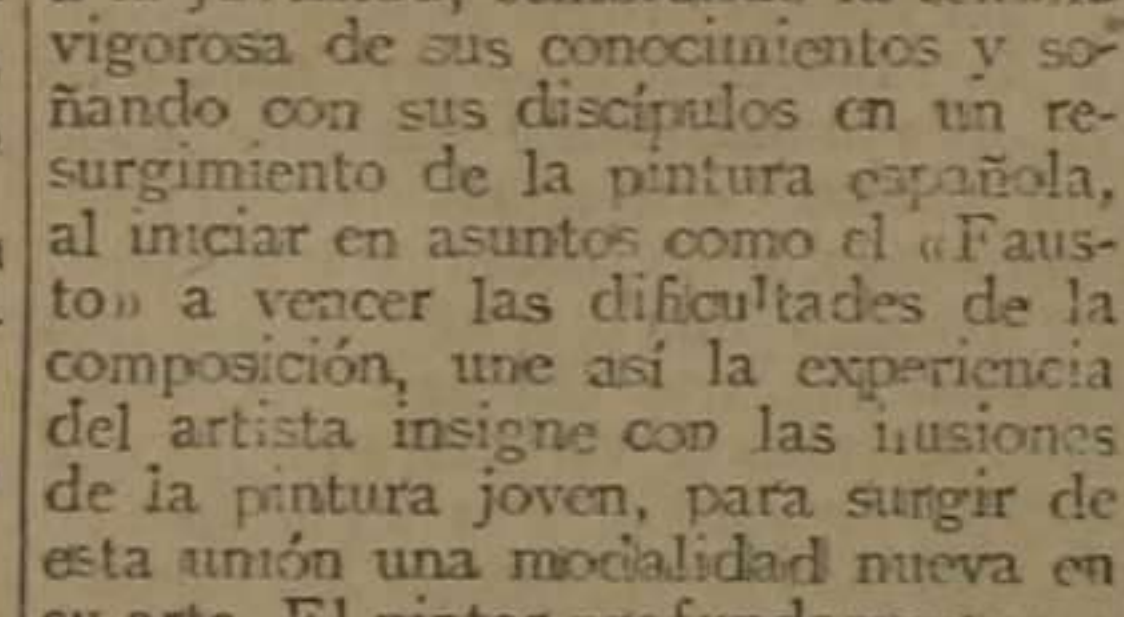 vigorosa de sus conocimientos y so-
ñando con sus discípulos en un re-
surgimiento de la pintura española,
al iniciar en asuntos como el «Faus-
to» a vencer las dificultades de la
composición, une así la experiencia
del artista insigne con las ilusiones
de la pintura joven, para surgir de
esta unión una modalidad nueva en